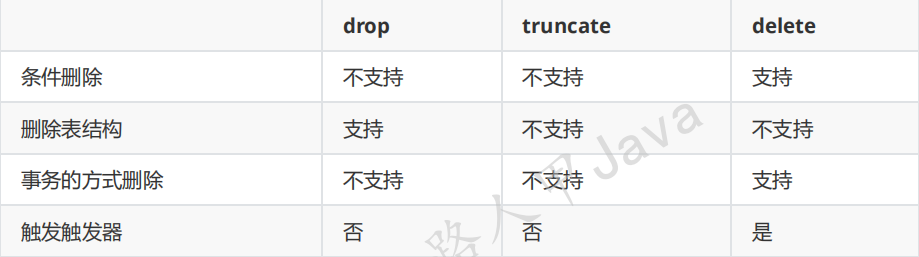 drop truncate delete
条件删除 不支持 不支持 支持
删除表结构 支持 不支持 不支持
事务的方式删除 不支持 不支持 支持
触发触发器 否 否 是
路人甲Java